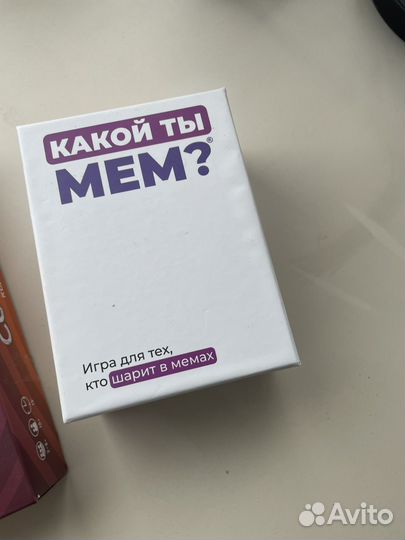 КАКОЙ ТЫ
МЕМ?®
Игра для тех,
кто шарит в мемах
Avito